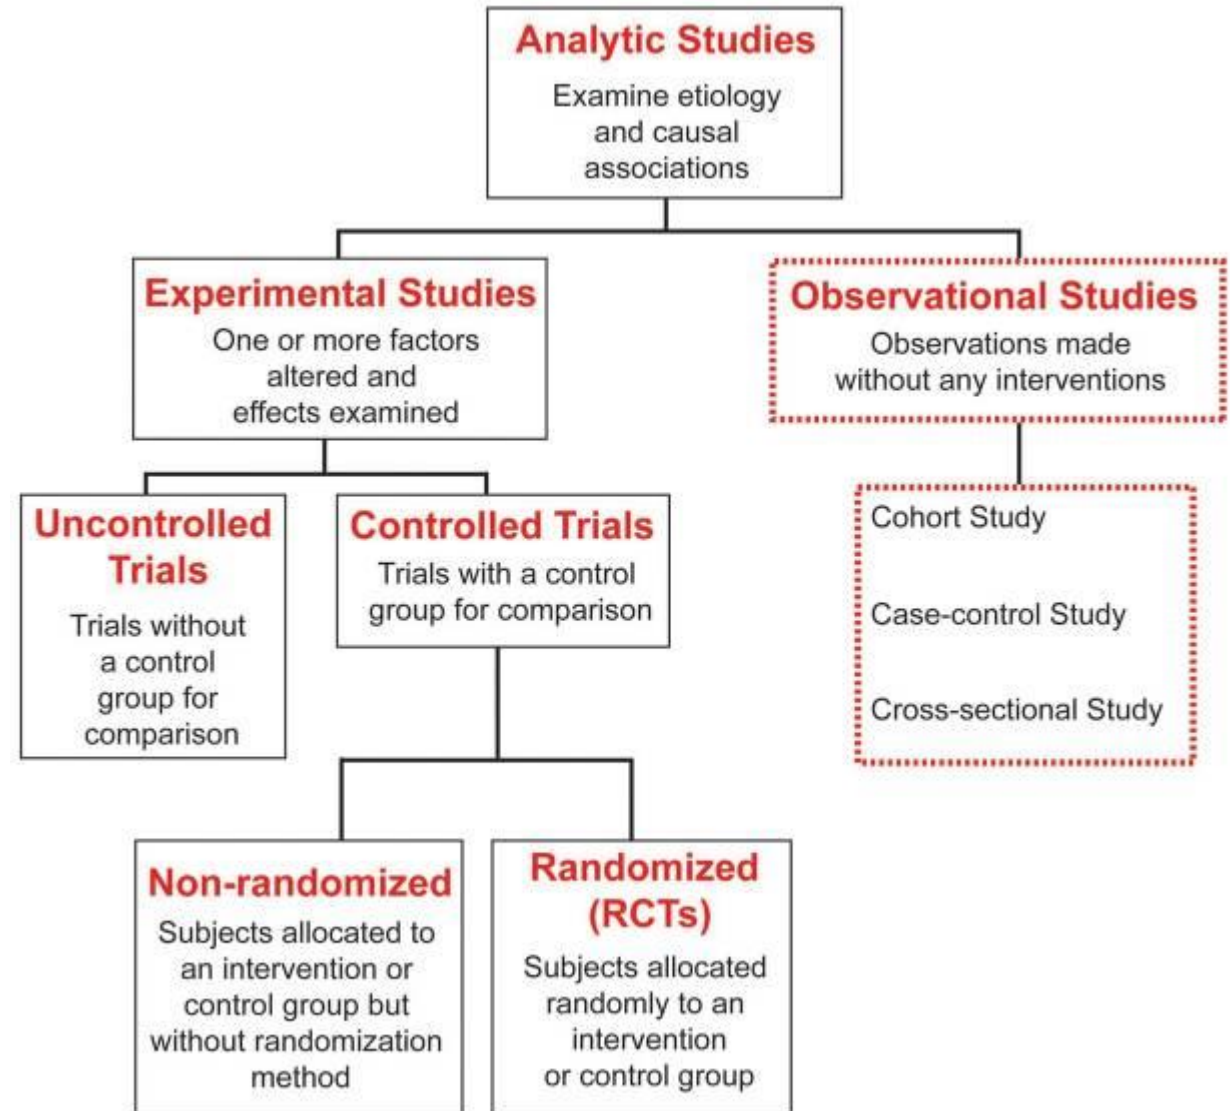 Analytic Studies
Examine etiology
and causal
associations
Experimental Studies
One or more factors
altered and
effects examined
Observational Studies
Observations made
without any interventions
Uncontrolled
Trials
Trials without
a control
group for
comparison
Controlled Trials
Trials with a control
group for comparison
Cohort Study
Case-control Study
Cross-sectional Study
Non-randomized
Subjects allocated to
an intervention or
control group but
without randomization
method
Randomized
(RCTs)
Subjects allocated
randomly to an
intervention
or control group